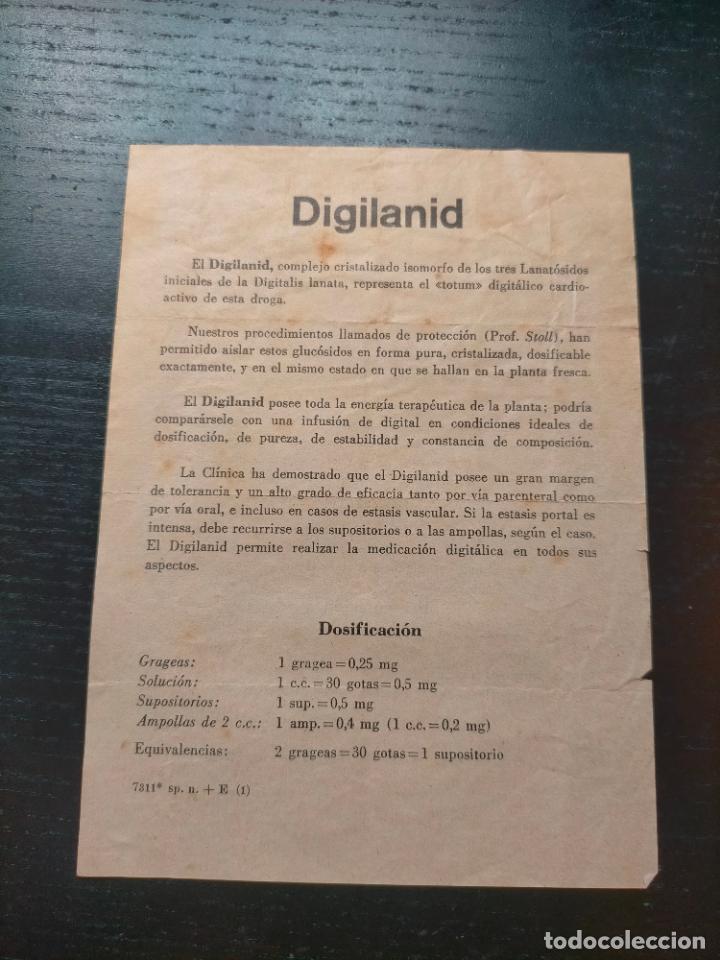 Digilanid
El Digilanid, complejo cristalizado isomorfo de los tres Lanatósidos
iniciales de la Digitalis lanata, representa el «totum» digitálico cardio-
activo de esta droga.
Nuestros procedimientos llamados de protección (Prof. Stoll), han
permitido aislar estos glucósidos en forma pura, cristalizada, dosificable
exactamente, y en el mismo estado en que se hallan en la planta fresca.
El Digilanid posee toda la energía terapéutica de la planta; podría
comparársele con una infusión de digital en condiciones ideales de
dosificación, de pureza, de estabilidad y constancia de composición.
La Clínica ha demostrado que el Digilanid posee un gran margen
de tolerancia y un alto grado de eficacia tanto por vía parenteral como
por vía oral, e incluso en casos de estasis vascular. Si la estasis portal es
intensa, debe recurrirse a los supositorios o a las ampollas, según el caso.
El Digilanid permite realizar la medicación digitálica en todos sus
aspectos.
Dosificación
Grageas: 1 gragea=0,25 mg
Solución: 1 c.c.=30 gotas=0,5 mg
Supositorios: 1 sup.=0,5 mg
Ampollas de 2 c.c.: 1 amp.=0,4 mg (1 c.c.=0,2 mg)
Equivalencias: 2 grageas=30 gotas=1 supositorio
7311* sp. n. + E (1)
todocoleccion